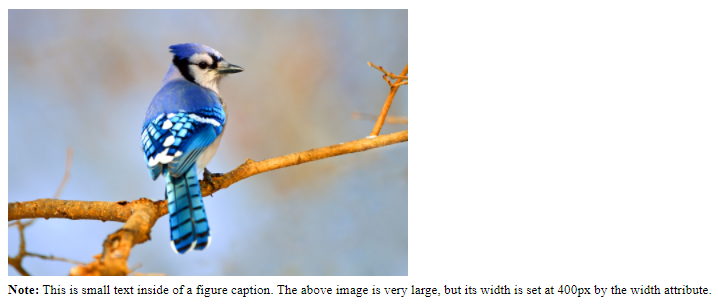 Note: This is small text inside of a figure caption. The above image is very large, but its width is set at 400px by the width attribute.